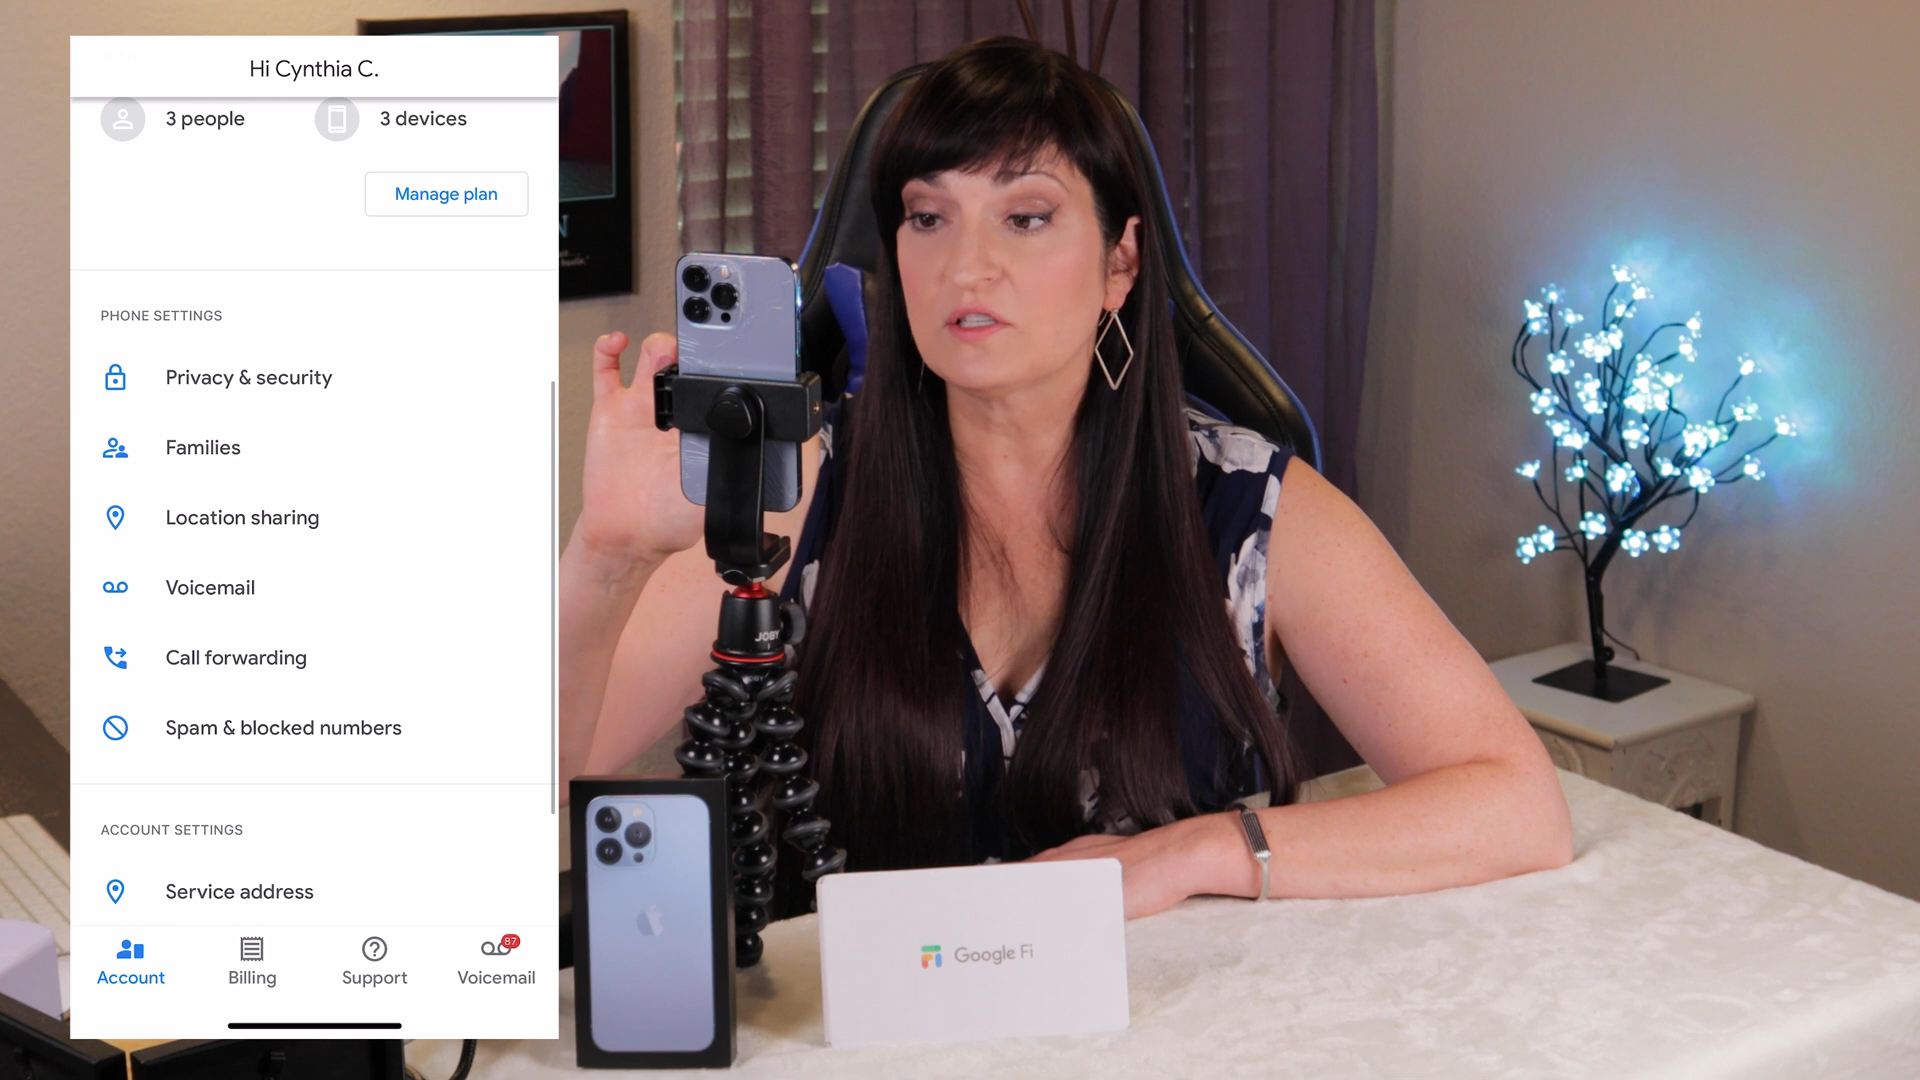 Hi Cynthia C.
3 people
3 devices
Manage plan
PHONE SETTINGS
Privacy & security
Families
Location sharing
Voicemail
Call forwarding
Spam & blocked numbers
ACCOUNT SETTINGS
Service address
Account
Billing
Support
87
Voicemail
JOBY
Google Fi